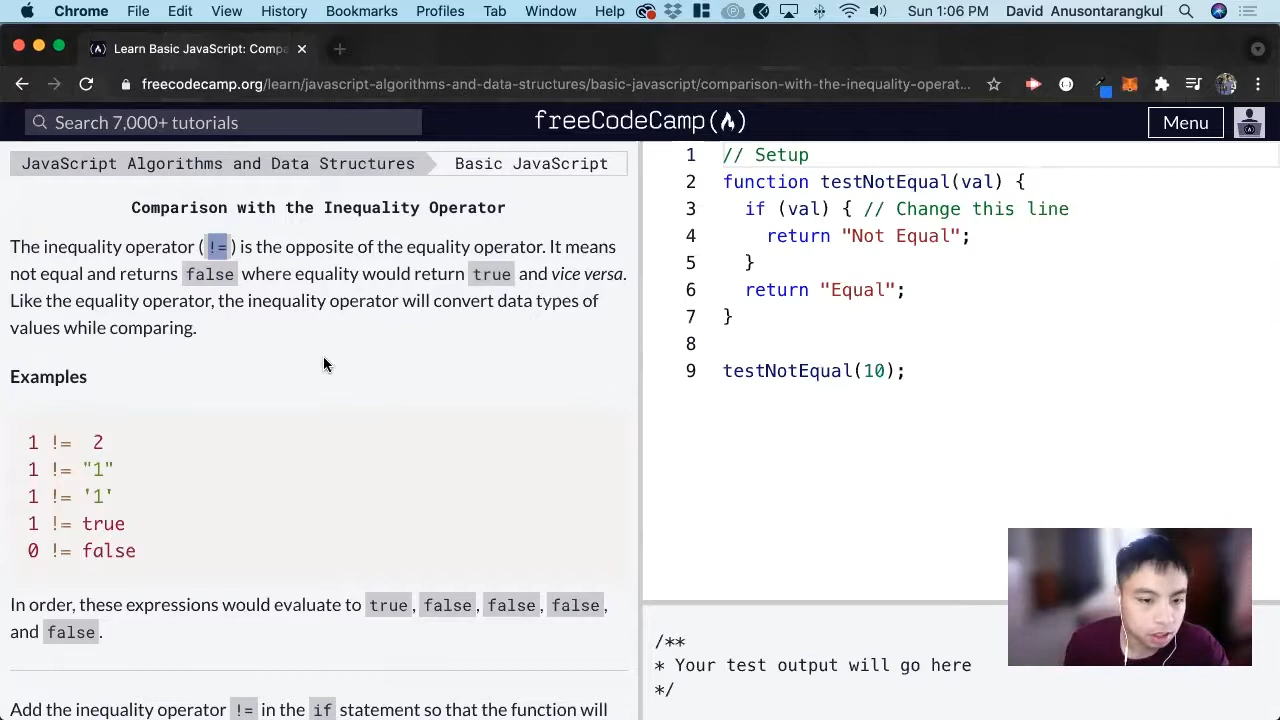 Chrome File Edit View History Bookmarks Profiles Tab Window Help Sun 1:06 PM David Anusontarangkul
Learn Basic JavaScript: Compa
freecodecamp.org/learn/javascript-algorithms-and-data-structures/basic-javascript/comparison-with-the-inequality-operat...
Search 7,000+ tutorials
freeCodeCamp
Menu
JavaScript Algorithms and Data Structures
Basic JavaScript
Comparison with the Inequality Operator
The inequality operator (!=) is the opposite of the equality operator. It means
not equal and returns false where equality would return true and vice versa.
Like the equality operator, the inequality operator will convert data types of
values while comparing.
Examples
1 != 2
1 != "1"
1 != '1'
1 != true
0 != false
In order, these expressions would evaluate to true, false, false, false,
and false.
Add the inequality operator != in the if statement so that the function will
1 // Setup
2 function testNotEqual(val) {
3 if (val) { // Change this line
4 return "Not Equal";
5 }
6 return "Equal";
7 }
8
9 testNotEqual(10);
/**
* Your test output will go here
*/